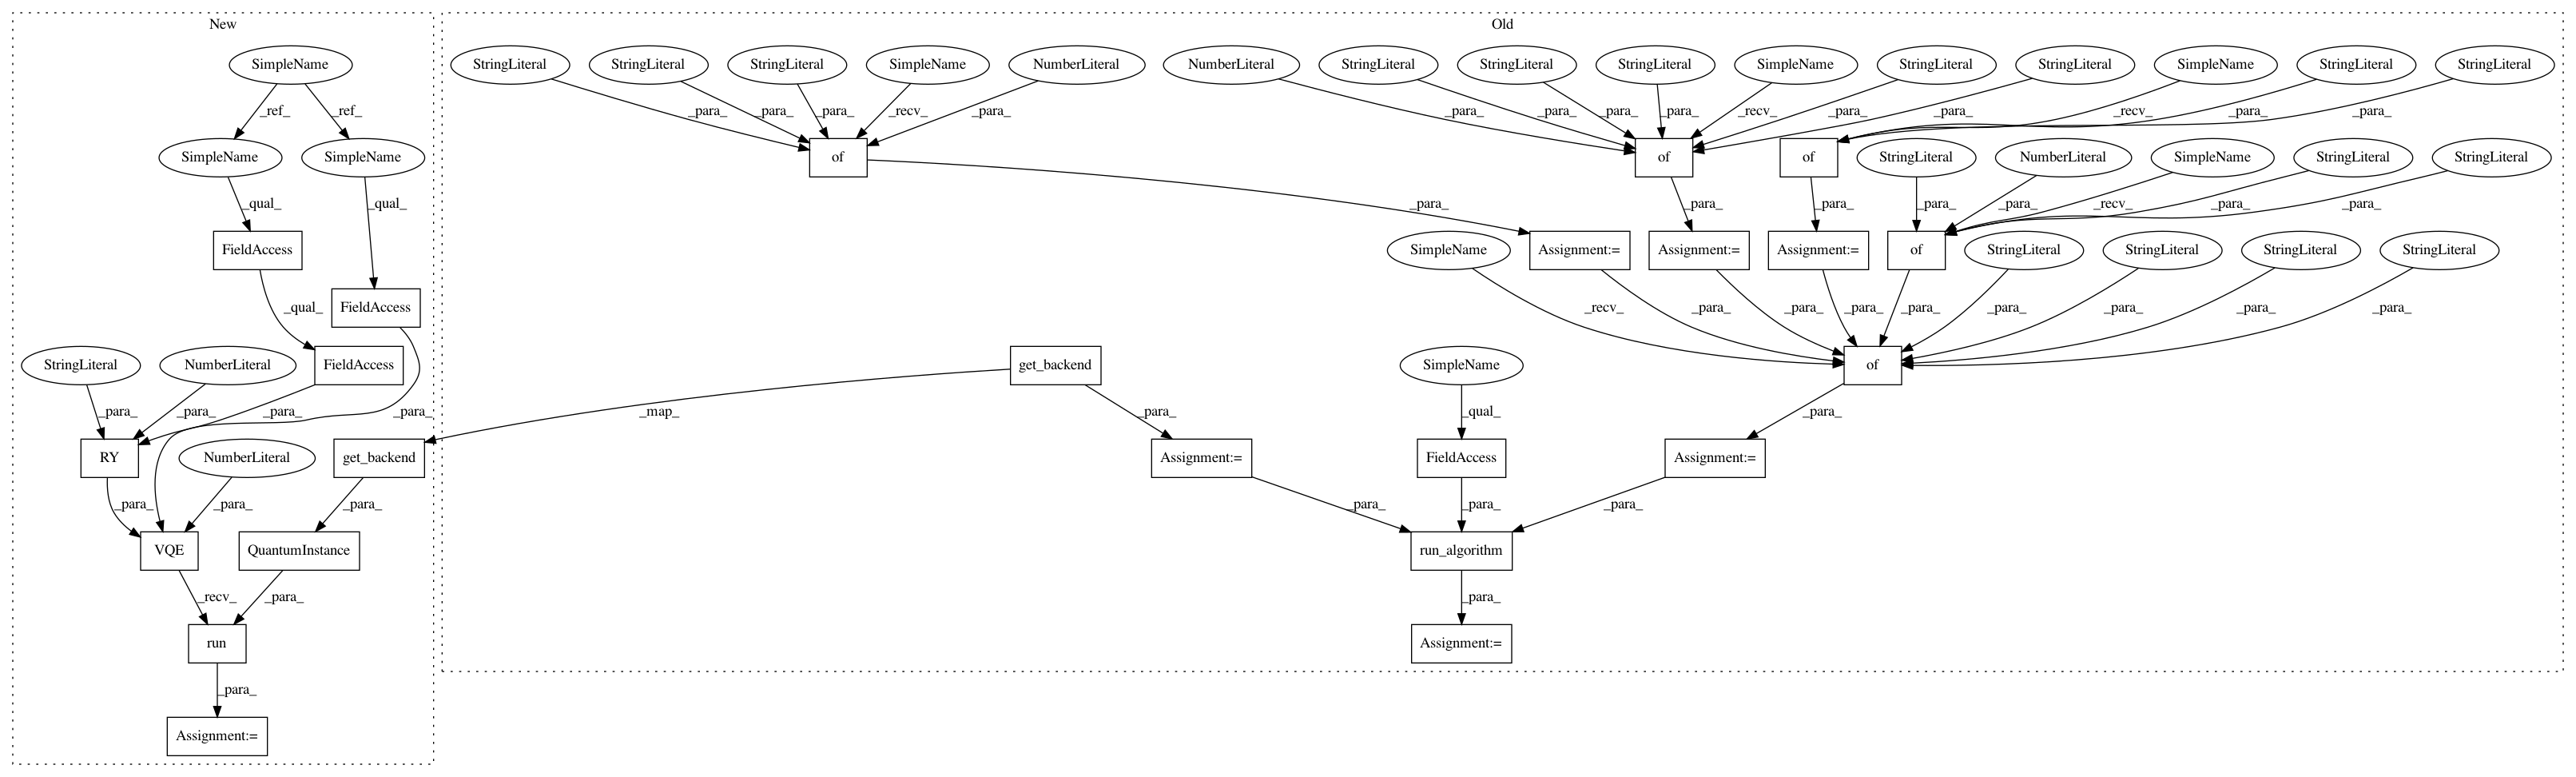 New
SimpleName
_ref_
_ref_
SimpleName
SimpleName
_qual_
_qual_
FieldAccess
FieldAccess
_qual_
StringLiteral
NumberLiteral
FieldAccess
_para_
_para_
_para_
_para_
RY
NumberLiteral
get_backend
_para_
_para_
_para_
VQE
QuantumInstance
_recv_
_para_
run
_para_
Assignment:=
Old
StringLiteral
StringLiteral
StringLiteral
SimpleName
NumberLiteral
NumberLiteral
StringLiteral
StringLiteral
StringLiteral
SimpleName
StringLiteral
StringLiteral
SimpleName
StringLiteral
StringLiteral
_para_
_para_
_para_
_recv_
_para_
_para_
_para_
_para_
_para_
_recv_
_para_
_para_
_recv_
_para_
_para_
of
of
of
StringLiteral
NumberLiteral
SimpleName
StringLiteral
StringLiteral
_para_
_para_
_para_
_para_
_para_
_recv_
_para_
_para_
SimpleName
Assignment:=
Assignment:=
Assignment:=
of
StringLiteral
StringLiteral
StringLiteral
StringLiteral
_recv_
_para_
_para_
_para_
_para_
_para_
_para_
_para_
_para_
get_backend
SimpleName
of
_map_
_para_
_qual_
_para_
Assignment:=
FieldAccess
Assignment:=
_para_
_para_
_para_
run_algorithm
_para_
Assignment:=